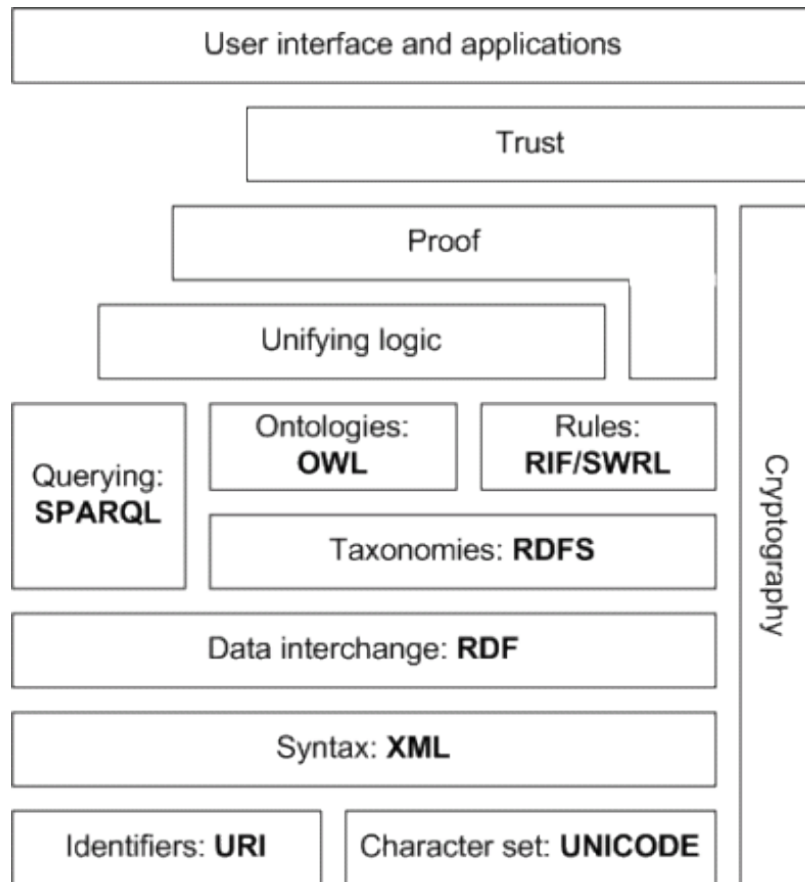 User interface and applications
Trust
Proof
Unifying logic
Querying:
SPARQL
Ontologies:
OWL
Rules:
RIF/SWRL
Taxonomies: RDFS
Data interchange: RDF
Syntax: XML
Identifiers: URI
Character set: UNICODE
Cryptography